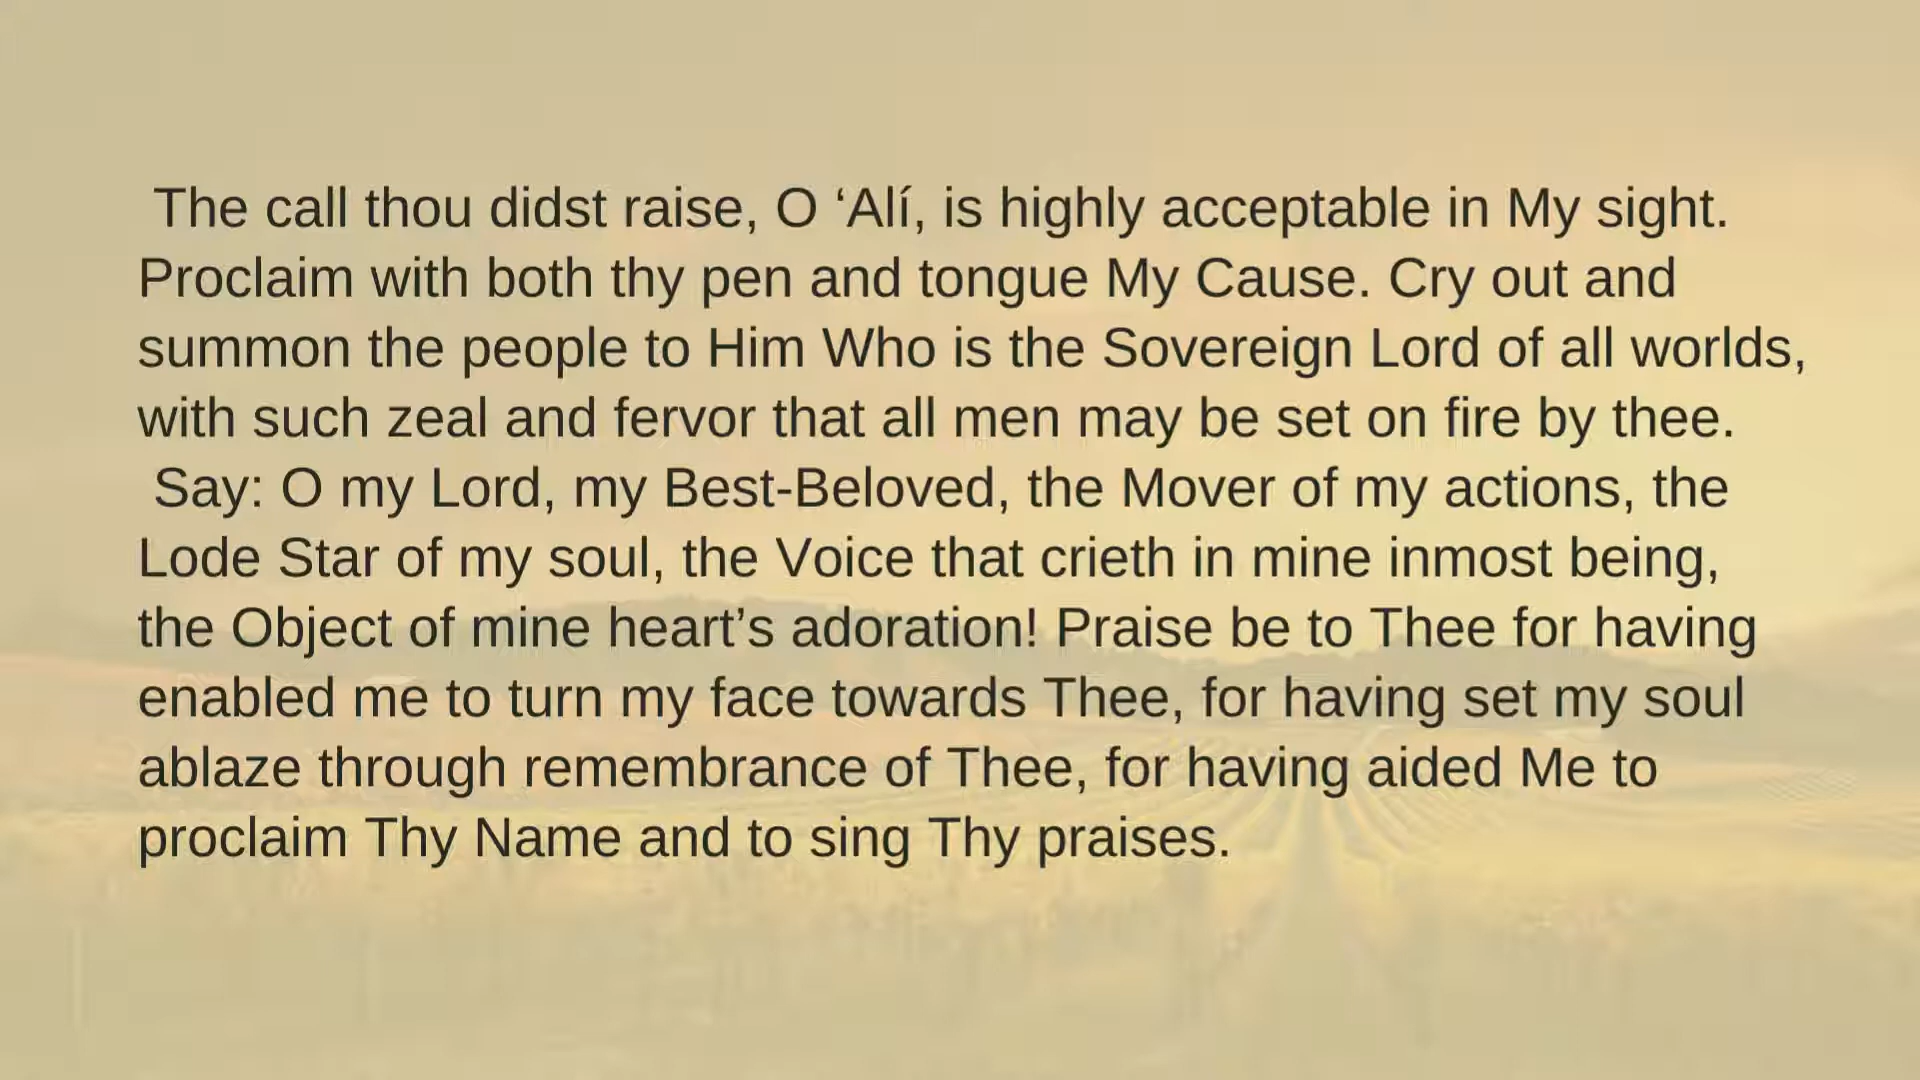 The call thou didst raise, O ‘Alí, is highly acceptable in My sight.
Proclaim with both thy pen and tongue My Cause. Cry out and
summon the people to Him Who is the Sovereign Lord of all worlds,
with such zeal and fervor that all men may be set on fire by thee.
Say: O my Lord, my Best-Beloved, the Mover of my actions, the
Lode Star of my soul, the Voice that crieth in mine inmost being,
the Object of mine heart’s adoration! Praise be to Thee for having
enabled me to turn my face towards Thee, for having set my soul
ablaze through remembrance of Thee, for having aided Me to
proclaim Thy Name and to sing Thy praises.